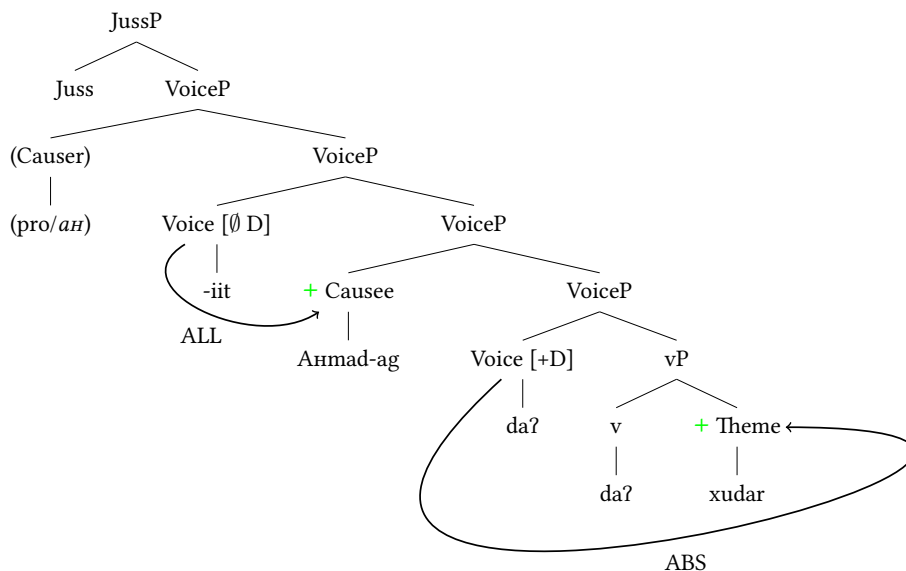 JussP
Juss VoiceP
(Causer) VoiceP
(pro/aʜ) Voice [∅ D] VoiceP
-iit + Causee VoiceP
ALL
Aʜmad-ag Voice [+D] vP
daʔ v + Theme
daʔ xudar
ABS